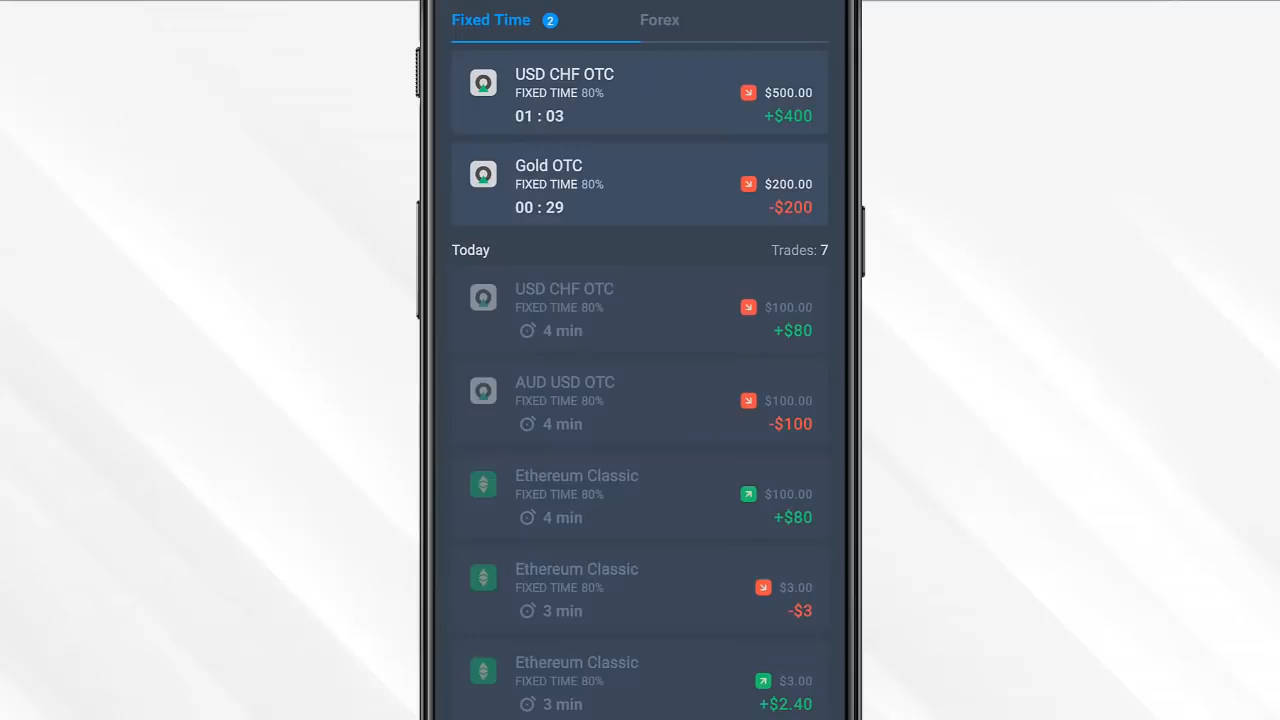 Fixed Time 2 Forex
USD CHF OTC
FIXED TIME 80% $500.00
01 : 03 +$400
Gold OTC
FIXED TIME 80% $200.00
00 : 29 -$200
Today Trades: 7
USD CHF OTC
FIXED TIME 80% $100.00
4 min +$80
AUD USD OTC
FIXED TIME 80% $100.00
4 min -$100
Ethereum Classic
FIXED TIME 80% $100.00
4 min +$80
Ethereum Classic
FIXED TIME 80% $3.00
3 min -$3
Ethereum Classic
FIXED TIME 80% $3.00
3 min +$2.40